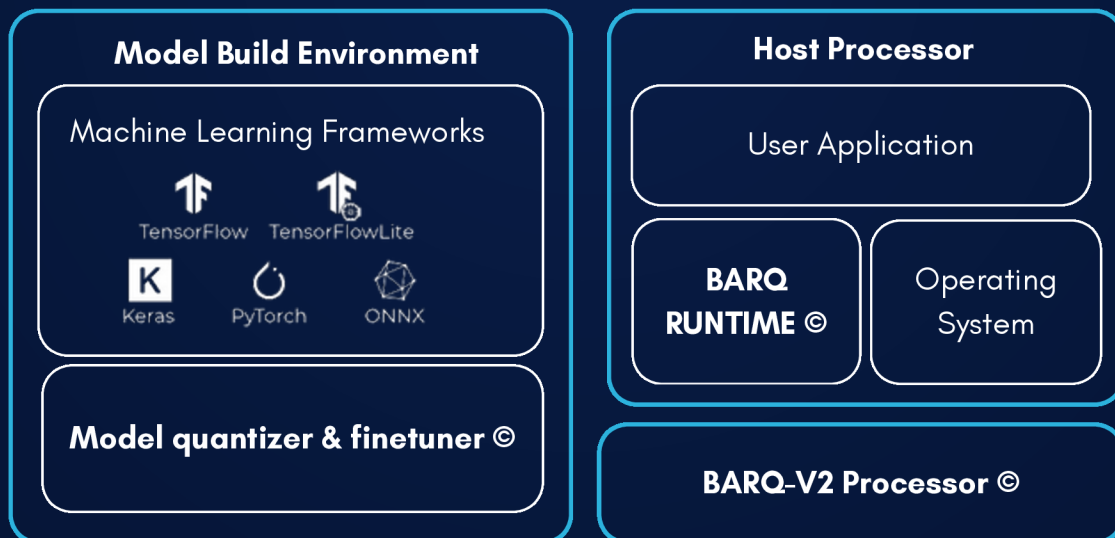 Model Build Environment
Machine Learning Frameworks
TensorFlow TensorFlowLite
K
Keras PyTorch ONNX
Model quantizer & finetuner ©
Host Processor
User Application
BARQ
RUNTIME ©
Operating
System
BARQ-V2 Processor ©